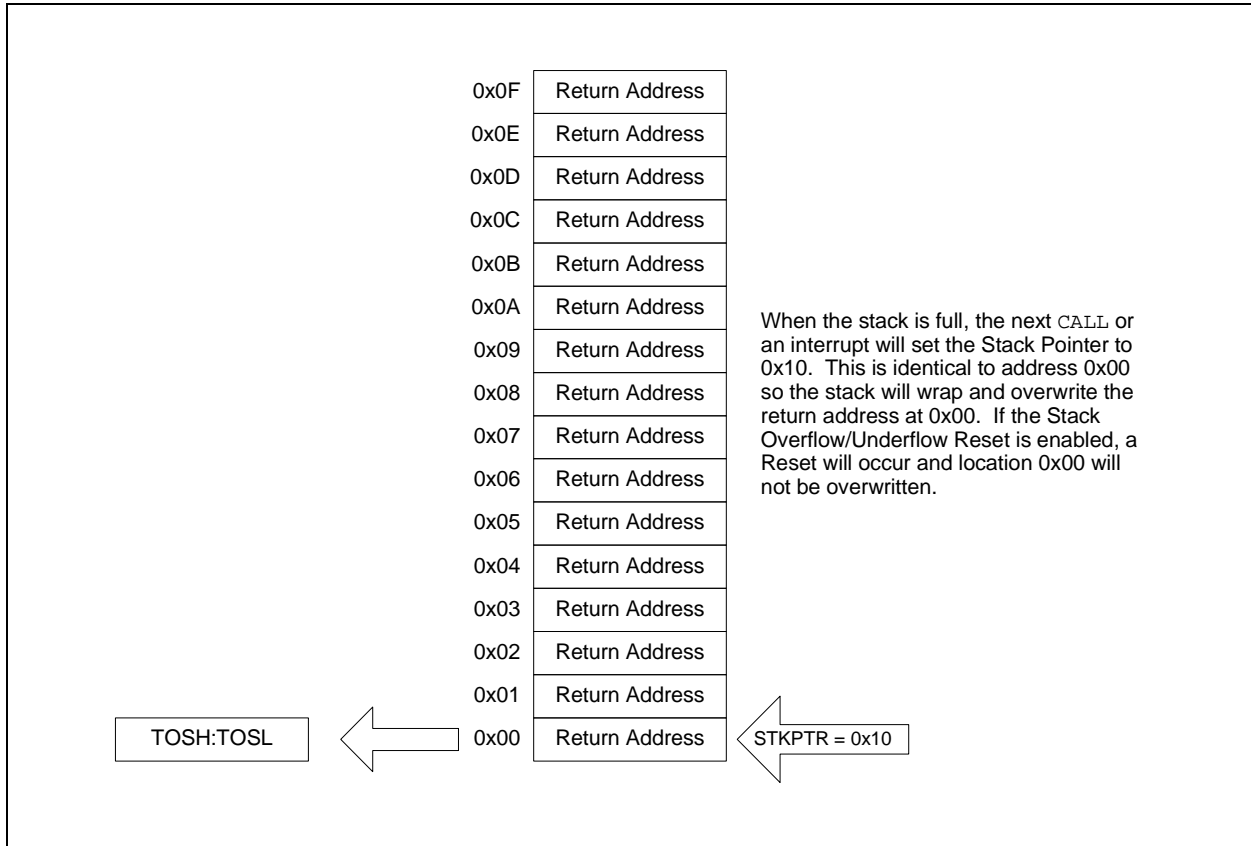 0x0F Return Address
0x0E Return Address
0x0D Return Address
0x0C Return Address
0x0B Return Address
0x0A Return Address
0x09 Return Address
0x08 Return Address
0x07 Return Address
0x06 Return Address
0x05 Return Address
0x04 Return Address
0x03 Return Address
0x02 Return Address
0x01 Return Address
TOSH:TOSL 0x00 Return Address STKPTR = 0x10
When the stack is full, the next CALL or
an interrupt will set the Stack Pointer to
0x10. This is identical to address 0x00
so the stack will wrap and overwrite the
return address at 0x00. If the Stack
Overflow/Underflow Reset is enabled, a
Reset will occur and location 0x00 will
not be overwritten.